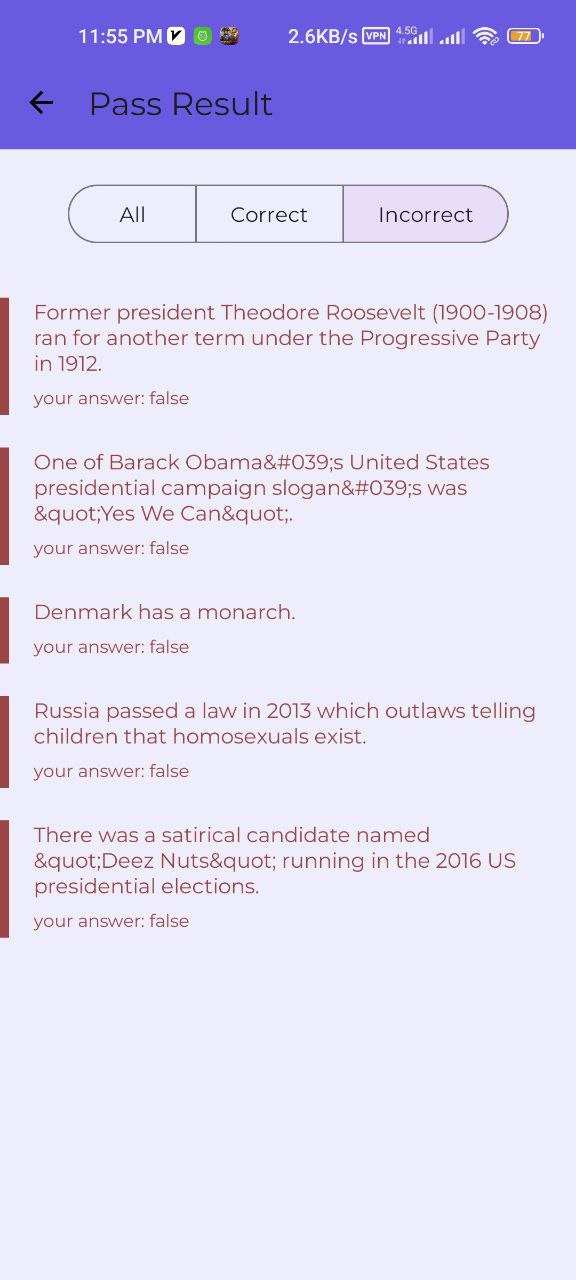 11:55 PM 2.6KB/s VPN 4.5G 77
Pass Result
All Correct Incorrect
Former president Theodore Roosevelt (1900-1908)
ran for another term under the Progressive Party
in 1912.
your answer: false
One of Barack Obama&#039;s United States
presidential campaign slogan&#039;s was
&quot;Yes We Can&quot;.
your answer: false
Denmark has a monarch.
your answer: false
Russia passed a law in 2013 which outlaws telling
children that homosexuals exist.
your answer: false
There was a satirical candidate named
&quot;Deez Nuts&quot; running in the 2016 US
presidential elections.
your answer: false